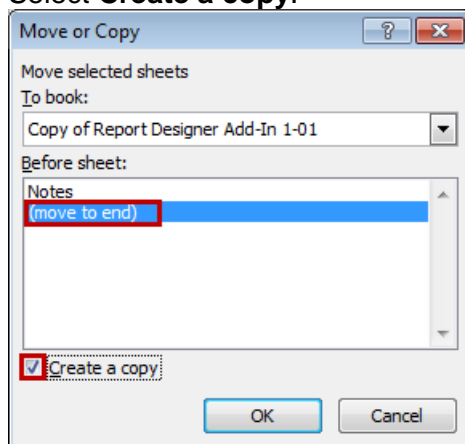 Select Create a copy.
Move or Copy
Move selected sheets
To book:
Copy of Report Designer Add-In 1-01
Before sheet:
Notes
(move to end)
Create a copy
OK Cancel